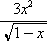 3x²
√1 − x